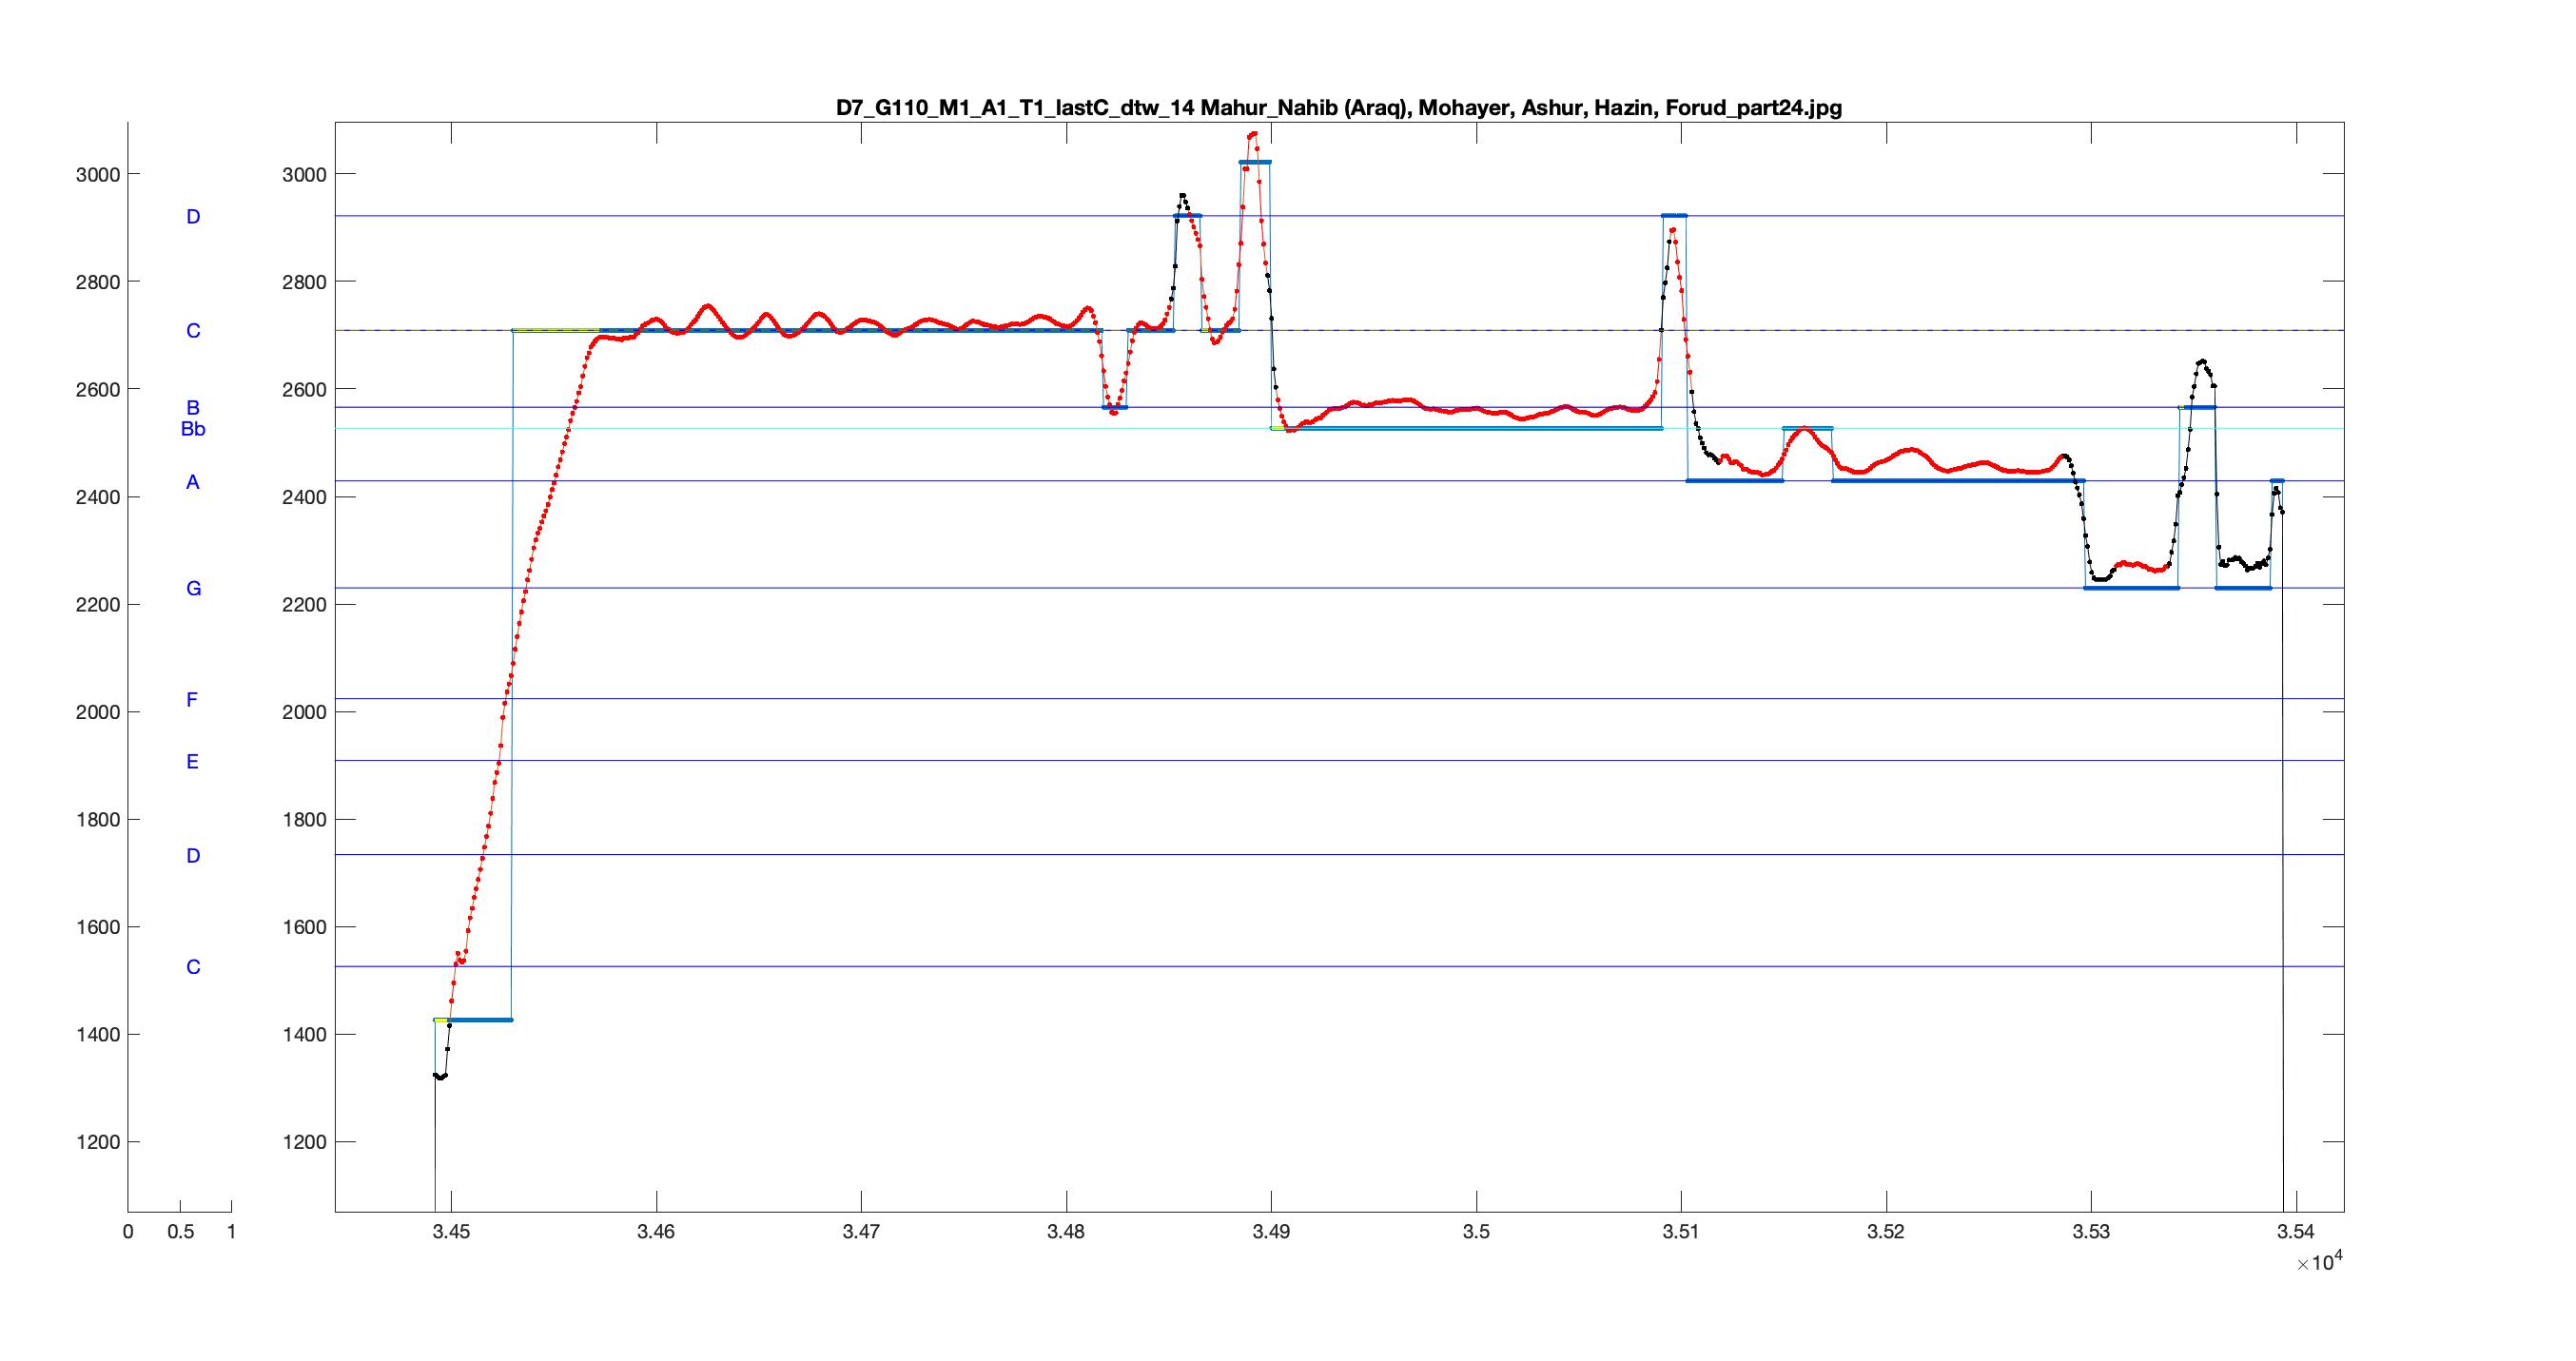 D7_G110_M1_A1_T1_lastC_dtw_14 Mahur_Nahib (Araq), Mohayer, Ashur, Hazin, Forud_part24.jpg
3000 3000
D
2800 2800
C
2600 2600
B
Bb
A
2400 2400
G
2200 2200
F
2000 2000
E
1800 1800
D
1600 1600
C
1400 1400
1200 1200
0 0.5 1 3.45 3.46 3.47 3.48 3.49 3.5 3.51 3.52 3.53 3.54
×10⁴